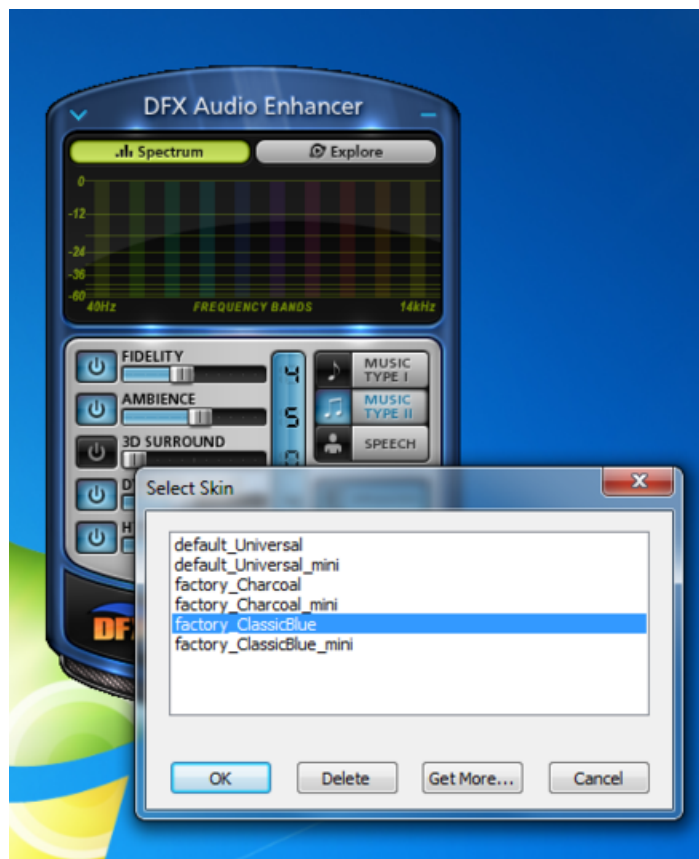 DFX Audio Enhancer
Spectrum
Explore
0
-12
-24
-36
-60
40Hz FREQUENCY BANDS 14kHz
FIDELITY
4
MUSIC
TYPE I
AMBIENCE
5
MUSIC
TYPE II
3D SURROUND
SPEECH
Select Skin
default_Universal
default_Universal_mini
factory_Charcoal
factory_Charcoal_mini
factory_ClassicBlue
factory_ClassicBlue_mini
OK
Delete
Get More...
Cancel